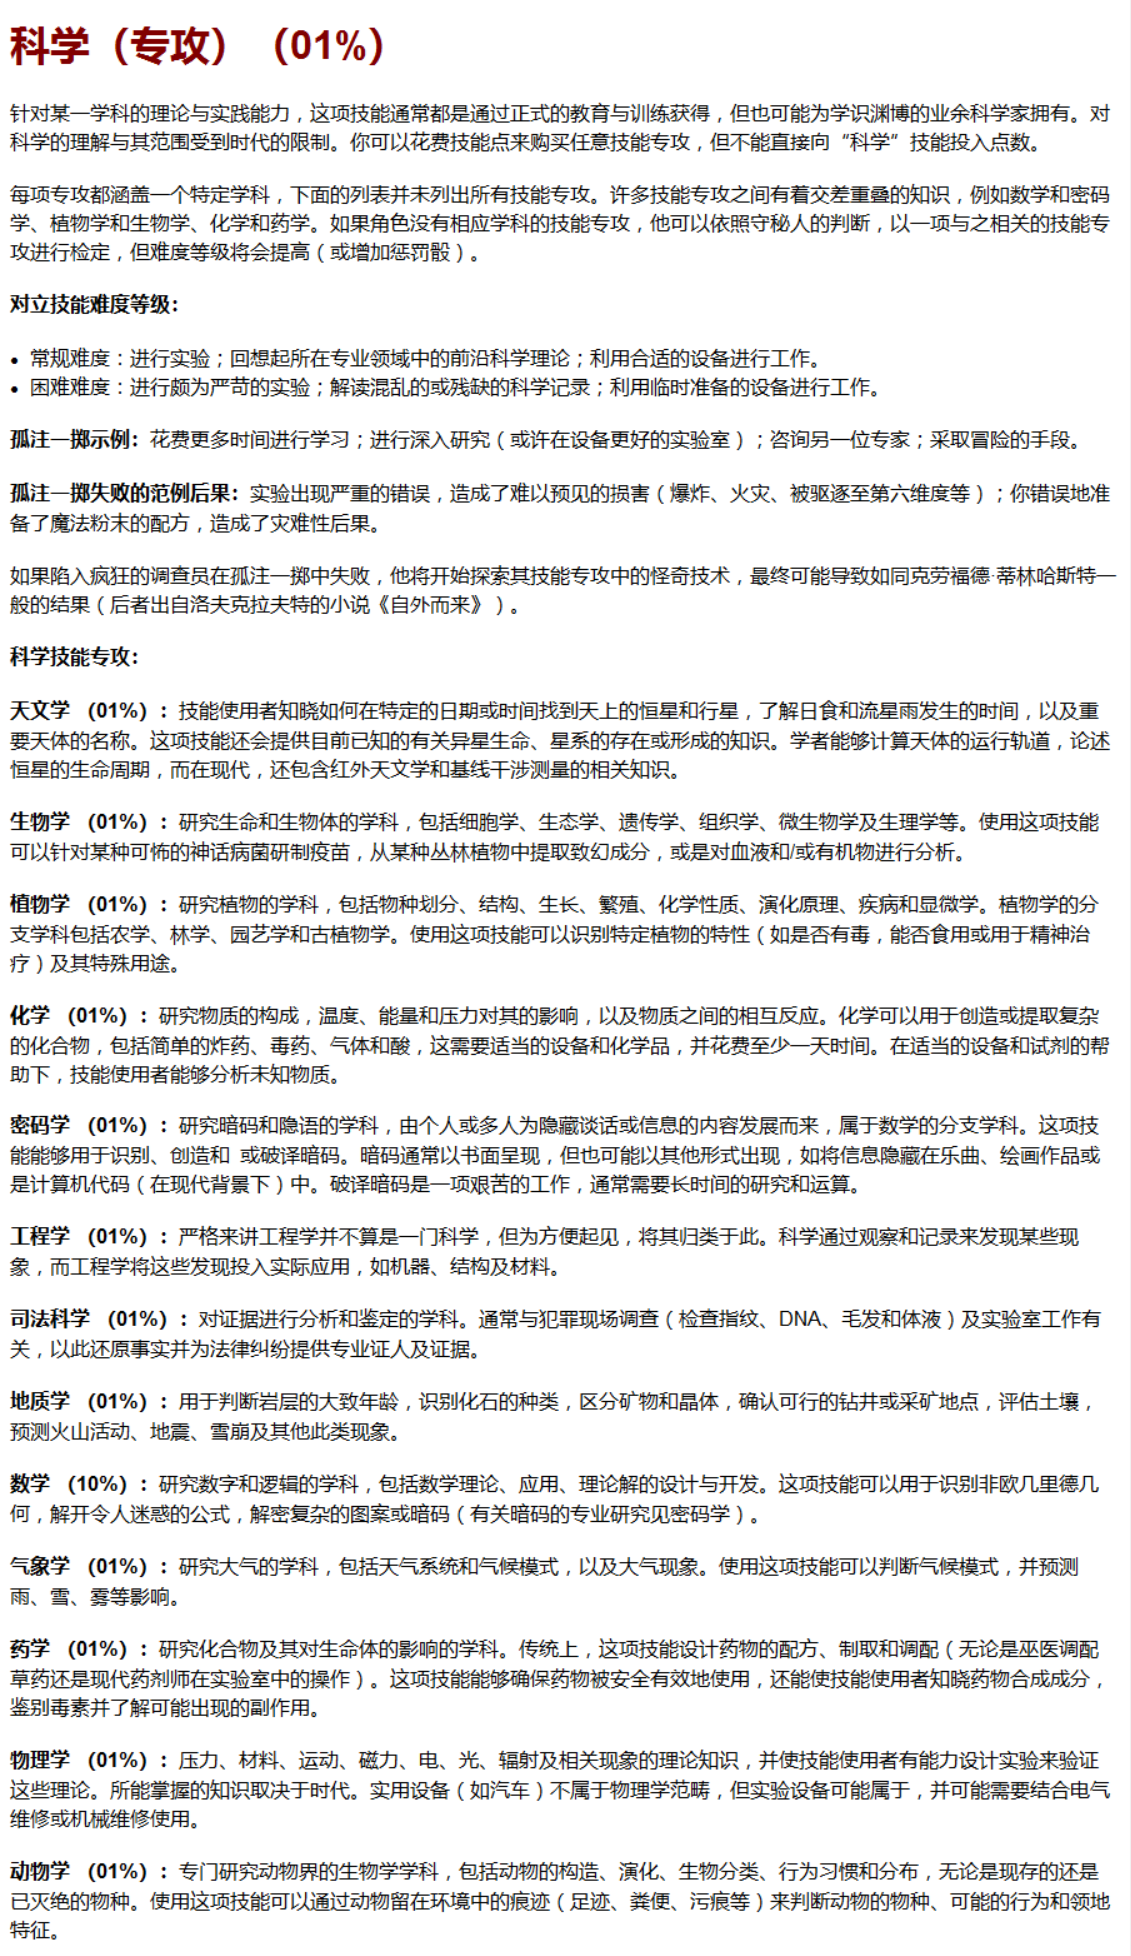 科学（专攻）（01%）
针对某一学科的理论与实践能力，这项技能通常都是通过正式的教育与训练获得，但也可能为学识渊博的业余科学家拥有。对
科学的理解与其范围受到时代的限制。你可以花费技能点来购买任意技能专攻，但不能直接向“科学”技能投入点数。
每项专攻都涵盖一个特定学科，下面的列表并未列出所有技能专攻。许多技能专攻之间有着交差重叠的知识，例如数学和密码
学、植物学和生物学、化学和药学。如果角色没有相应学科的技能专攻，他可以依照守秘人的判断，以一项与之相关的技能专
攻进行检定，但难度等级将会提高（或增加惩罚骰）。
对立技能难度等级：
• 常规难度：进行实验；回想起所在专业领域中的前沿科学理论；利用合适的设备进行工作。
• 困难难度：进行颇为严苛的实验；解读混乱的或残缺的科学记录；利用临时准备的设备进行工作。
孤注一掷示例：花费更多时间进行学习；进行深入研究（或许在设备更好的实验室）；咨询另一位专家；采取冒险的手段。
孤注一掷失败的范例后果：实验出现严重的错误，造成了难以预见的损害（爆炸、火灾、被驱逐至第六维度等）；你错误地准
备了魔法粉末的配方，造成了灾难性后果。
如果陷入疯狂的调查员在孤注一掷中失败，他将开始探索其技能专攻中的怪奇技术，最终可能导致如同克劳福德·蒂林哈斯特一
般的结果（后者出自洛夫克拉夫特的小说《自外而来》）。
科学技能专攻：
天文学 （01%）：技能使用者知晓如何在特定的日期或时间找到天上的恒星和行星，了解日食和流星雨发生的时间，以及重
要天体的名称。这项技能还会提供目前已知的有关异星生命、星系的存在或形成的知识。学者能够计算天体的运行轨道，论述
恒星的生命周期，而在现代，还包含红外天文学和基线干涉测量的相关知识。
生物学 （01%）：研究生命和生物体的学科，包括细胞学、生态学、遗传学、组织学、微生物学及生理学等。使用这项技能
可以针对某种可怖的神话病菌研制疫苗，从某种丛林植物中提取致幻成分，或是对血液和/或有机物进行分析。
植物学 （01%）：研究植物的学科，包括物种划分、结构、生长、繁殖、化学性质、演化原理、疾病和显微学。植物学的分
支学科包括农学、林学、园艺学和古植物学。使用这项技能可以识别特定植物的特性（如是否有毒，能否食用或用于精神治
疗）及其特殊用途。
化学 （01%）：研究物质的构成，温度、能量和压力对其的影响，以及物质之间的相互反应。化学可以用于创造或提取复杂
的化合物，包括简单的炸药、毒药、气体和酸，这需要适当的设备和化学品，并花费至少一天时间。在适当的设备和试剂的帮
助下，技能使用者能够分析未知物质。
密码学 （01%）：研究暗码和隐语的学科，由个人或多人为隐藏谈话或信息的内容发展而来，属于数学的分支学科。这项技
能能够用于识别、创造和 或破译暗码。暗码通常以书面呈现，但也可能以其他形式出现，如将信息隐藏在乐曲、绘画作品或
是计算机代码（在现代背景下）中。破译暗码是一项艰苦的工作，通常需要长时间的研究和运算。
工程学 （01%）：严格来讲工程学并不算是一门科学，但为方便起见，将其归类于此。科学通过观察和记录来发现某些现
象，而工程学将这些发现投入实际应用，如机器、结构及材料。
司法科学 （01%）：对证据进行分析和鉴定的学科。通常与犯罪现场调查（检查指纹、DNA、毛发和体液）及实验室工作有
关，以此还原事实并为法律纠纷提供专业证人及证据。
地质学 （01%）：用于判断岩层的大致年龄，识别化石的种类，区分矿物和晶体，确认可行的钻井或采矿地点，评估土壤，
预测火山活动、地震、雪崩及其他此类现象。
数学 （10%）：研究数字和逻辑的学科，包括数学理论、应用、理论解的设计与开发。这项技能可以用于识别非欧几里德几
何，解开令人迷惑的公式，解密复杂的图案或暗码（有关暗码的专业研究见密码学）。
气象学 （01%）：研究大气的学科，包括天气系统和气候模式，以及大气现象。使用这项技能可以判断气候模式，并预测
雨、雪、雾等影响。
药学 （01%）：研究化合物及其对生命体的影响的学科。传统上，这项技能设计药物的配方、制取和调配（无论是巫医调配
草药还是现代药剂师在实验室中的操作）。这项技能能够确保药物被安全有效地使用，还能使技能使用者知晓药物合成成分，
鉴别毒素并了解可能出现的副作用。
物理学 （01%）：压力、材料、运动、磁力、电、光、辐射及相关现象的理论知识，并使技能使用者有能力设计实验来验证
这些理论。所能掌握的知识取决于时代。实用设备（如汽车）不属于物理学范畴，但实验设备可能属于，并可能需要结合电气
维修或机械维修使用。
动物学 （01%）：专门研究动物界的生物学学科，包括动物的构造、演化、生物分类、行为习惯和分布，无论是现存的还是
已灭绝的物种。使用这项技能可以通过动物留在环境中的痕迹（足迹、粪便、污痕等）来判断动物的物种、可能的行为和领地
特征。